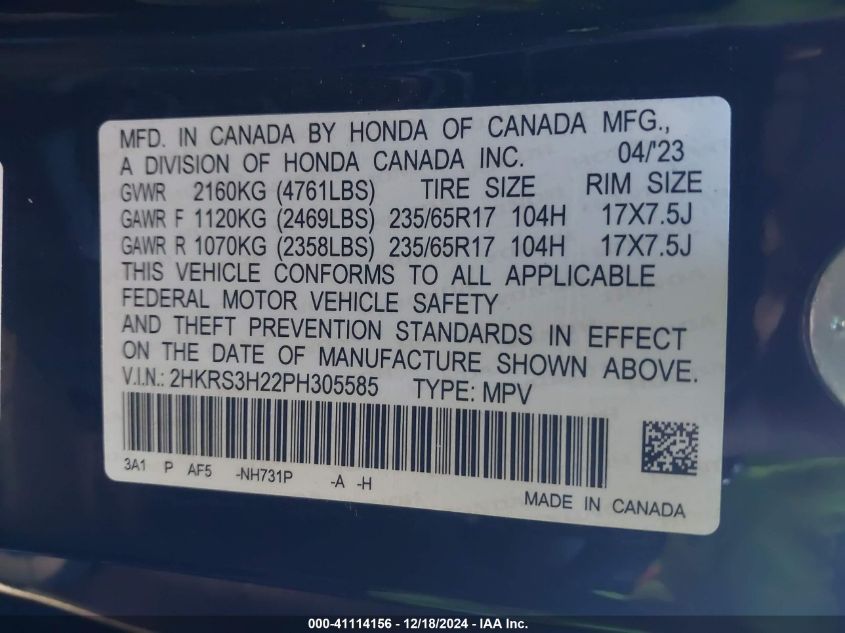 MFD. IN CANADA BY HONDA OF CANADA MFG.,
A DIVISION OF HONDA CANADA INC. 04/'23
GVWR 2160KG (4761LBS) TIRE SIZE RIM SIZE
GAWR F 1120KG (2469LBS) 235/65R17 104H 17X7.5J
GAWR R 1070KG (2358LBS) 235/65R17 104H 17X7.5J
THIS VEHICLE CONFORMS TO ALL APPLICABLE
FEDERAL MOTOR VEHICLE SAFETY
AND THEFT PREVENTION STANDARDS IN EFFECT
ON THE DATE OF MANUFACTURE SHOWN ABOVE.
V.I.N.: 2HKRS3H22PH305585 TYPE: MPV
3A1 P AF5 -NH731P -A -H
MADE IN CANADA
000-41114156 - 12/18/2024 - IAA Inc.